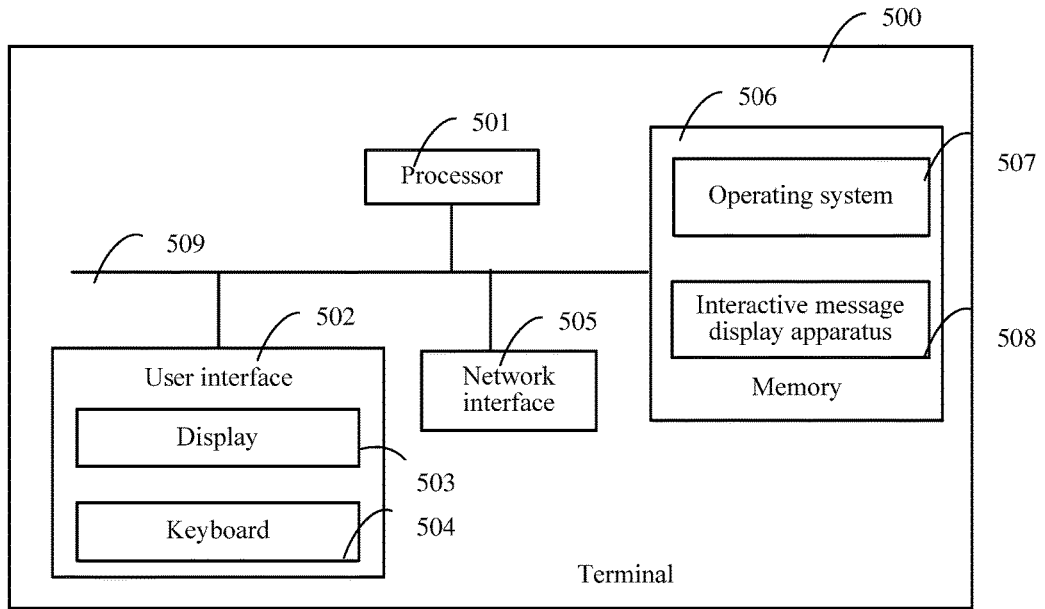 500
506
501
507
Processor
Operating system
509
Interactive message
display apparatus
502
505
508
User interface
Network
interface
Memory
Display
503
Keyboard
504
Terminal